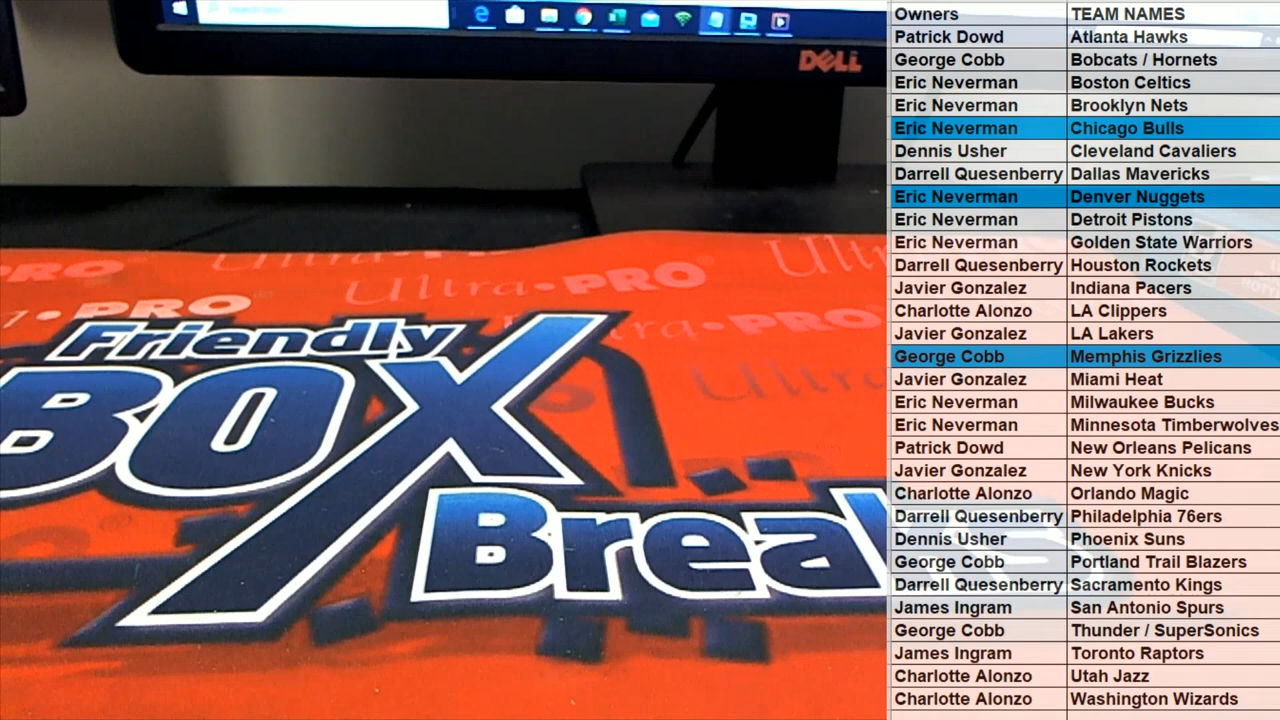 DELL
Ultra•PRO
Ultra•PRO
Friendly
BOX
Break
Owners TEAM NAMES
Patrick Dowd Atlanta Hawks
George Cobb Bobcats / Hornets
Eric Neverman Boston Celtics
Eric Neverman Brooklyn Nets
Eric Neverman Chicago Bulls
Dennis Usher Cleveland Cavaliers
Darrell Quesenberry Dallas Mavericks
Eric Neverman Denver Nuggets
Eric Neverman Detroit Pistons
Eric Neverman Golden State Warriors
Darrell Quesenberry Houston Rockets
Javier Gonzalez Indiana Pacers
Charlotte Alonzo LA Clippers
Javier Gonzalez LA Lakers
George Cobb Memphis Grizzlies
Javier Gonzalez Miami Heat
Eric Neverman Milwaukee Bucks
Eric Neverman Minnesota Timberwolves
Patrick Dowd New Orleans Pelicans
Javier Gonzalez New York Knicks
Charlotte Alonzo Orlando Magic
Darrell Quesenberry Philadelphia 76ers
Dennis Usher Phoenix Suns
George Cobb Portland Trail Blazers
Darrell Quesenberry Sacramento Kings
James Ingram San Antonio Spurs
George Cobb Thunder / SuperSonics
James Ingram Toronto Raptors
Charlotte Alonzo Utah Jazz
Charlotte Alonzo Washington Wizards